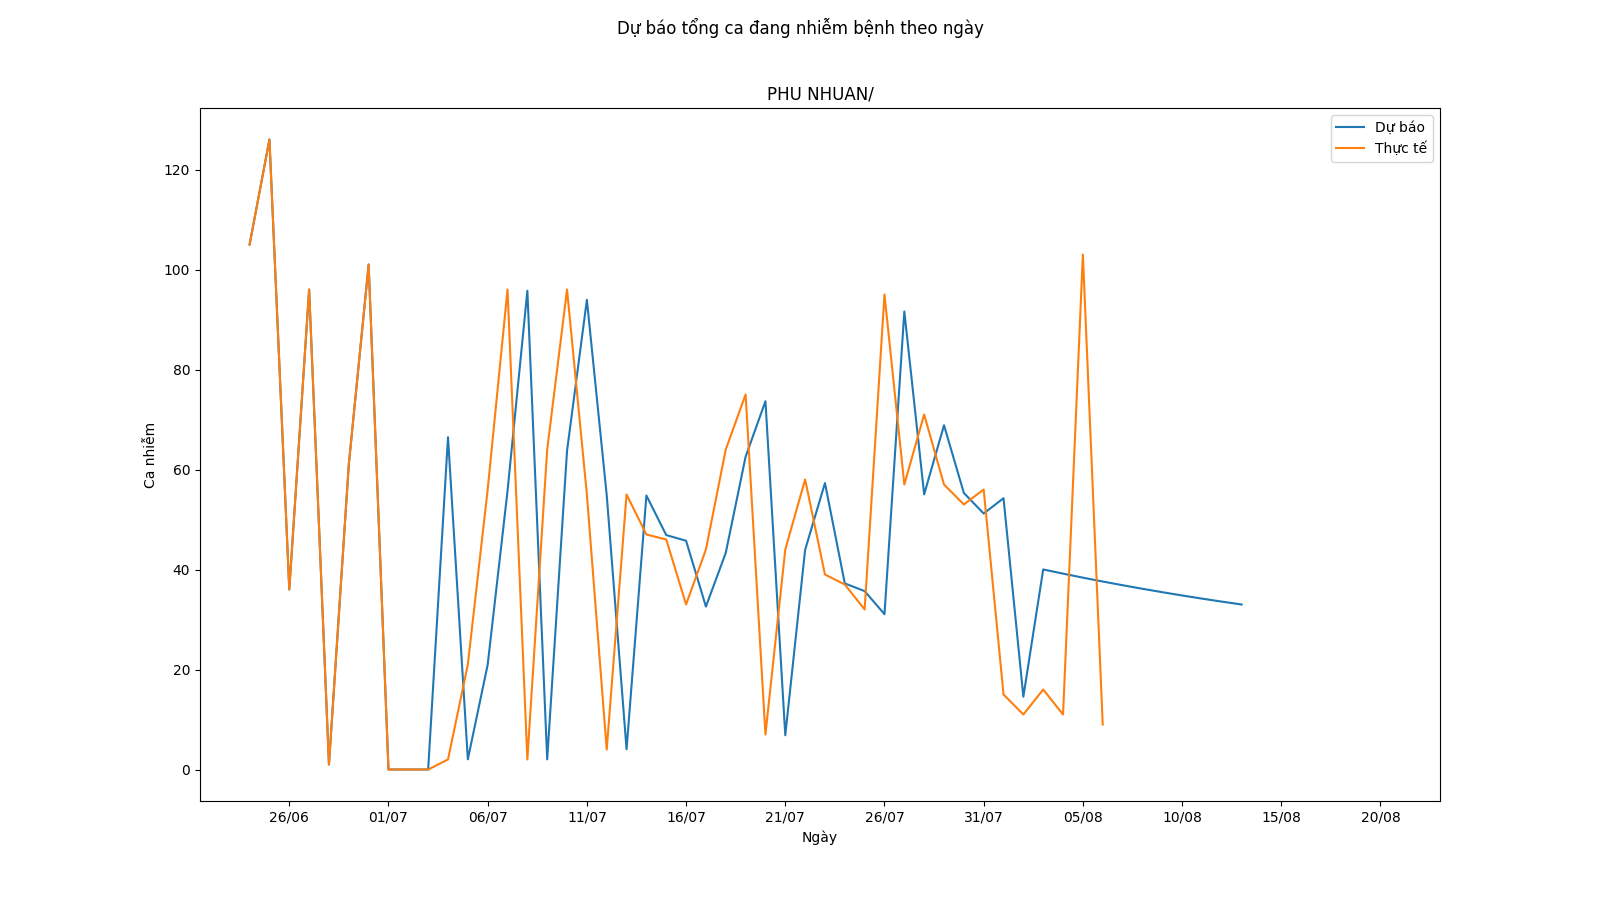 Dự báo tổng ca đang nhiễm bệnh theo ngày
PHU NHUAN/
Dự báo
Thực tế
120
100
80
60
40
20
0
Ca nhiễm
26/06 01/07 06/07 11/07 16/07 21/07 26/07 31/07 05/08 10/08 15/08 20/08
Ngày